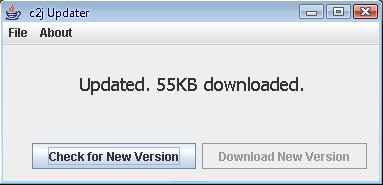 c2j Updater
File About
Updated. 55KB downloaded.
Check for New Version Download New Version